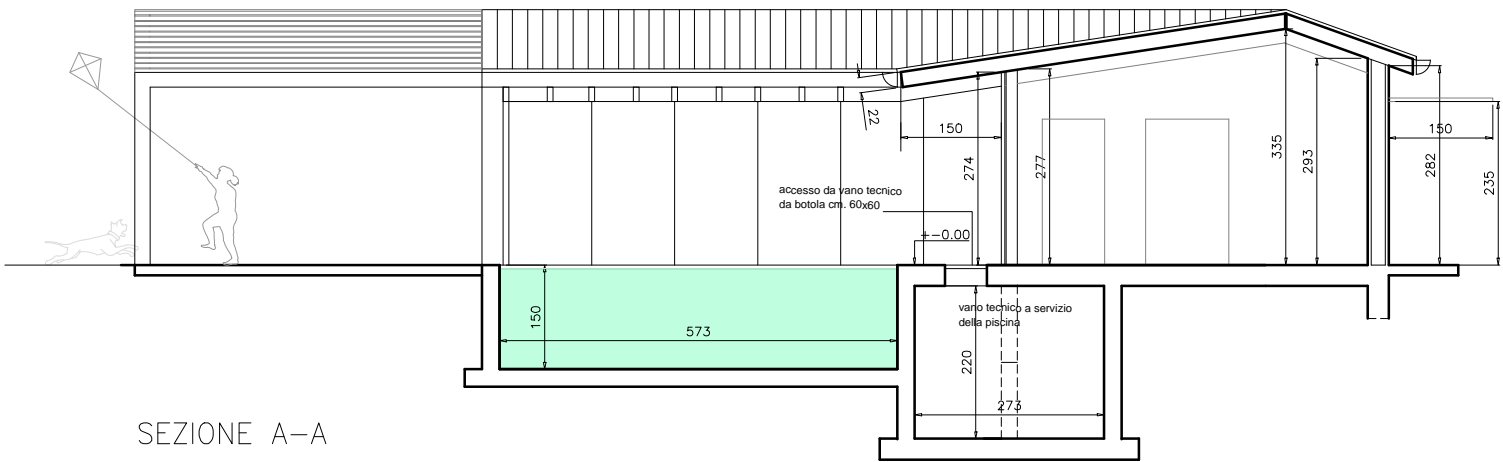 22
150
274
277
335
293
282
150
235
accesso da vano tecnico
da botola cm. 60x60
+-0.00
150
573
vano tecnico a servizio
della piscina
220
273
SEZIONE A-A